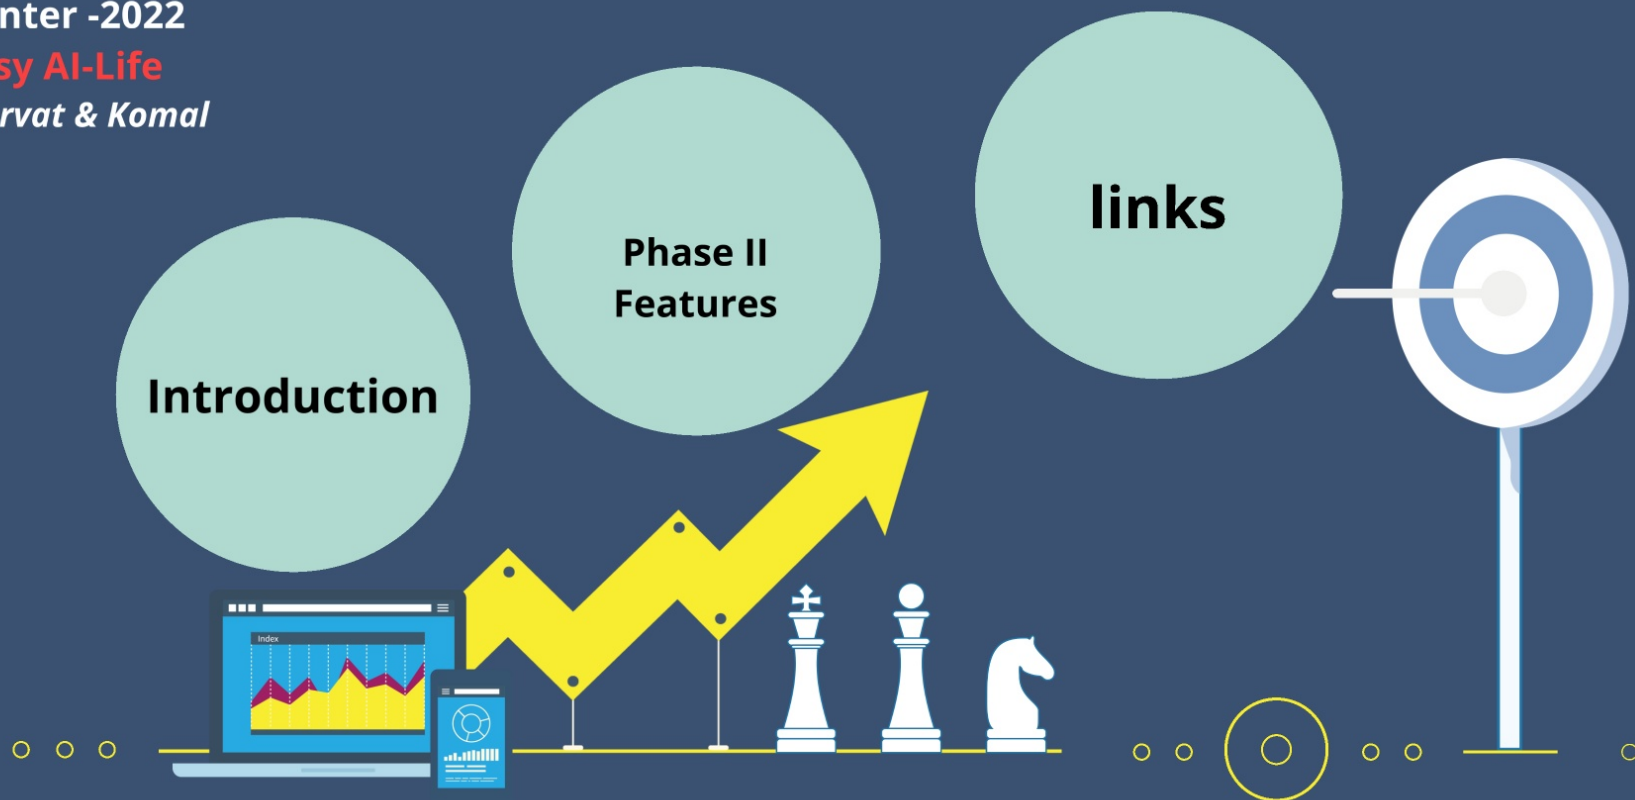 nter -2022
sy AI-Life
rvat & Komal
Introduction
Phase II
Features
links
Index